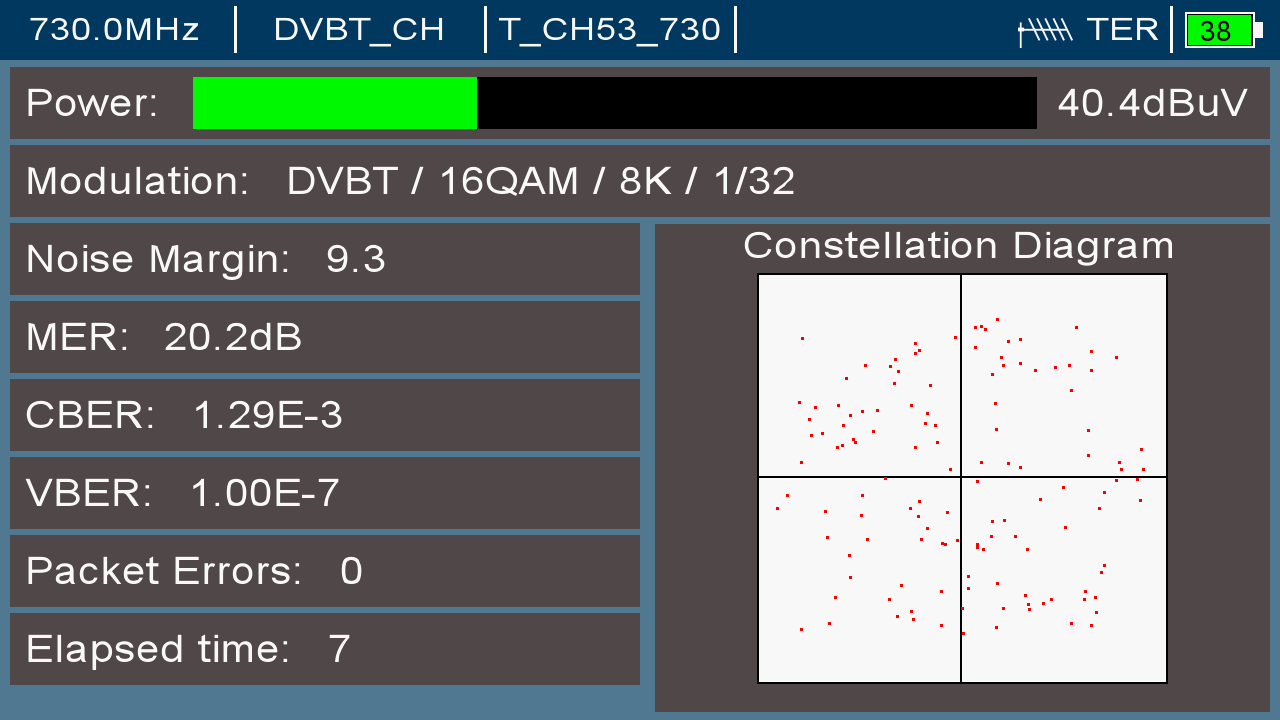 730.0MHz DVBT_CH T_CH53_730 TER 38
Power: 40.4dBuV
Modulation: DVBT / 16QAM / 8K / 1/32
Noise Margin: 9.3
Constellation Diagram
MER: 20.2dB
CBER: 1.29E-3
VBER: 1.00E-7
Packet Errors: 0
Elapsed time: 7